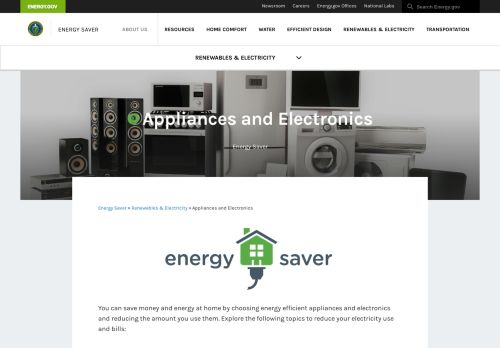 ENERGY.GOV
Newsroom Careers Energy.gov Offices National Labs Search Energy.gov
ENERGY SAVER ABOUT US RESOURCES HOME COMFORT WATER EFFICIENT DESIGN RENEWABLES & ELECTRICITY TRANSPORTATION
RENEWABLES & ELECTRICITY
Appliances and Electronics
Energy Saver
Energy Saver » Renewables & Electricity » Appliances and Electronics
energy saver
You can save money and energy at home by choosing energy efficient appliances and electronics
and reducing the amount you use them. Explore the following topics to reduce your electricity use
and bills: